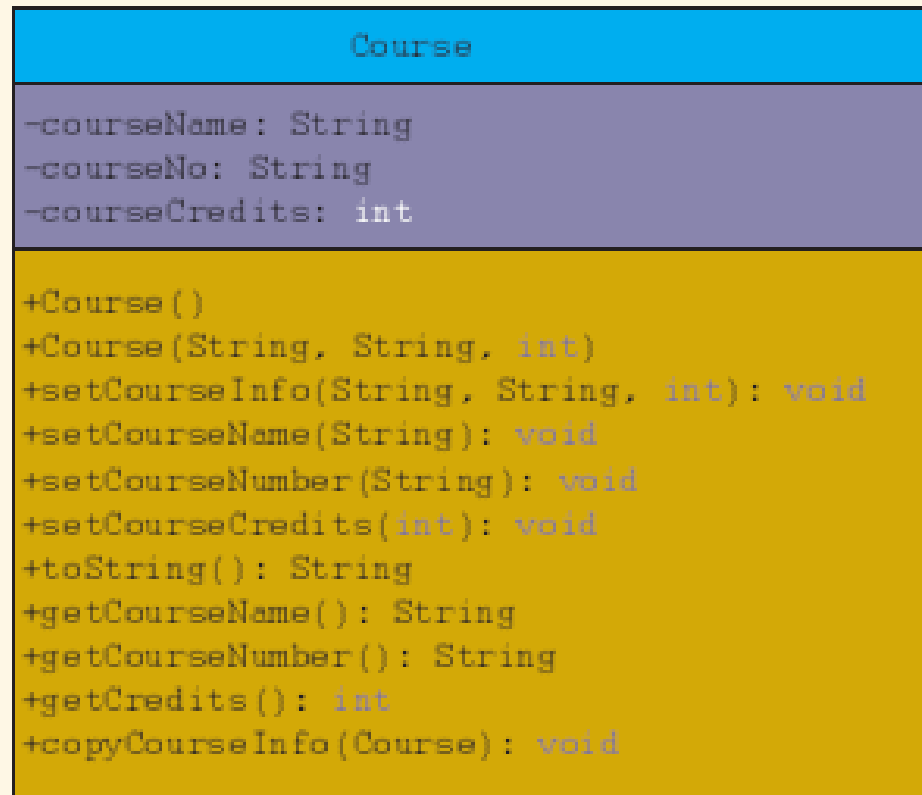 Course
-courseName: String
-courseNo: String
-courseCredits: int
+Course()
+Course(String, String, int)
+setCourseInfo(String, String, int): void
+setCourseName(String): void
+setCourseNumber(String): void
+setCourseCredits(int): void
+toString(): String
+getCourseName(): String
+getCourseNumber(): String
+getCredits(): int
+copyCourseInfo(Course): void